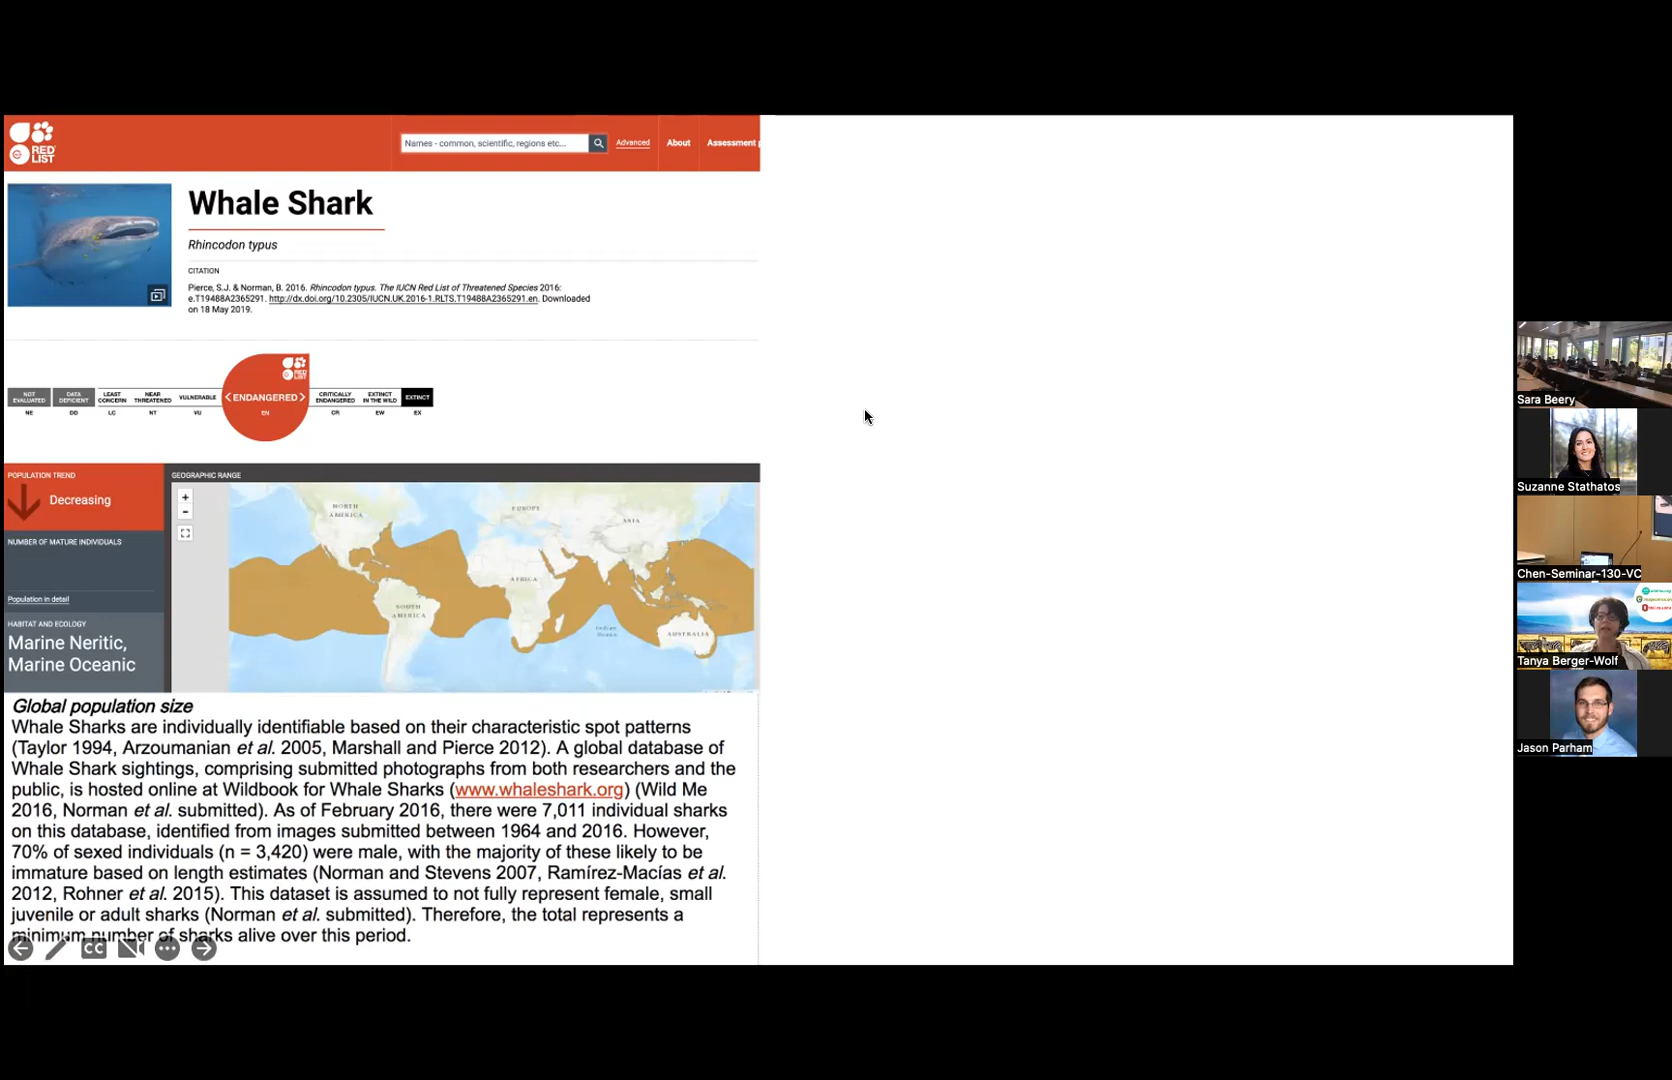 RED
LIST
Names - common, scientific, regions etc...
Advanced
About
Assessment
Whale Shark
Rhincodon typus
CITATION
Pierce, S.J. & Norman, B. 2016. Rhincodon typus. The IUCN Red List of Threatened Species 2016:
e.T19488A2365291. http://dx.doi.org/10.2305/IUCN.UK.2016-1.RLTS.T19488A2365291.en. Downloaded
on 18 May 2019.
RED
LIST
NOT EVALUATED
DATA DEFICIENT
LEAST CONCERN
NEAR THREATENED
VULNERABLE
<ENDANGERED>
CRITICALLY ENDANGERED
EXTINCT IN THE WILD
EXTINCT
NE
DD
LC
NT
VU
EN
CR
EW
EX
POPULATION TREND
Decreasing
NUMBER OF MATURE INDIVIDUALS
Population in detail
HABITAT AND ECOLOGY
Marine Neritic,
Marine Oceanic
GEOGRAPHIC RANGE
+
-
NORTH
AMERICA
EUROPE
ASIA
AFRICA
SOUTH
AMERICA
AUSTRALIA
Global population size
Whale Sharks are individually identifiable based on their characteristic spot patterns
(Taylor 1994, Arzoumanian et al. 2005, Marshall and Pierce 2012). A global database of
Whale Shark sightings, comprising submitted photographs from both researchers and the
public, is hosted online at Wildbook for Whale Sharks (www.whaleshark.org) (Wild Me
2016, Norman et al. submitted). As of February 2016, there were 7,011 individual sharks
on this database, identified from images submitted between 1964 and 2016. However,
70% of sexed individuals (n = 3,420) were male, with the majority of these likely to be
immature based on length estimates (Norman and Stevens 2007, Ramírez-Macías et al.
2012, Rohner et al. 2015). This dataset is assumed to not fully represent female, small
juvenile or adult sharks (Norman et al. submitted). Therefore, the total represents a
minimum number of sharks alive over this period.
CC
Sara Beery
Suzanne Stathatos
Chen-Seminar-130-VC
Tanya Berger-Wolf
Jason Parham